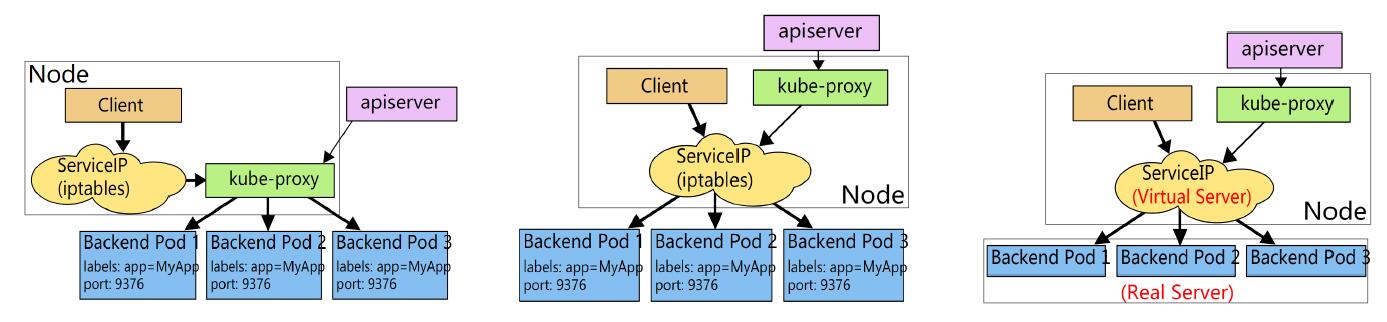 Node
Client
apiserver
ServiceIP
(iptables)
kube-proxy
Backend Pod 1
labels: app=MyApp
port: 9376
Backend Pod 2
labels: app=MyApp
port: 9376
Backend Pod 3
labels: app=MyApp
port: 9376
apiserver
Client
kube-proxy
ServiceIP
(iptables)
Node
Backend Pod 1
labels: app=MyApp
port: 9376
Backend Pod 2
labels: app=MyApp
port: 9376
Backend Pod 3
labels: app=MyApp
port: 9376
apiserver
Client
kube-proxy
ServiceIP
(Virtual Server)
Node
Backend Pod 1
Backend Pod 2
Backend Pod 3
(Real Server)